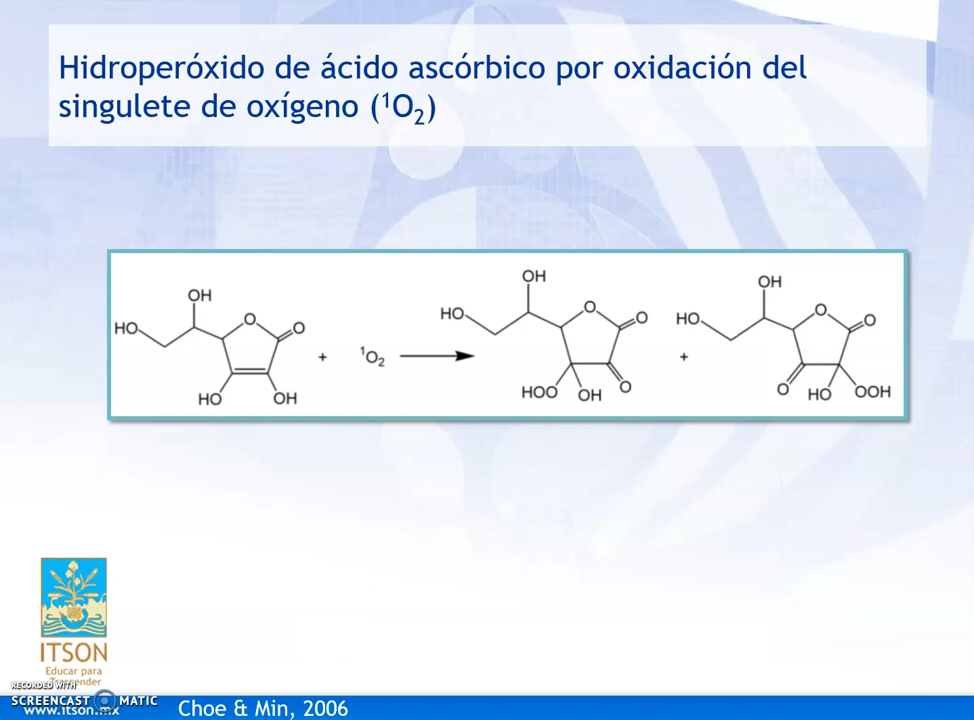 Hidroperóxido de ácido ascórbico por oxidación del
singulete de oxígeno (¹O₂)
OH
HO
O
O
HO
OH
+
¹O₂
OH
HO
O
O
HOO
OH
O
+
OH
HO
O
O
O
HO
OOH
ITSON
Educar para
Trascender
RECORDED WITH
SCREENCAST MATIC
www.itson.mx
Choe & Min, 2006